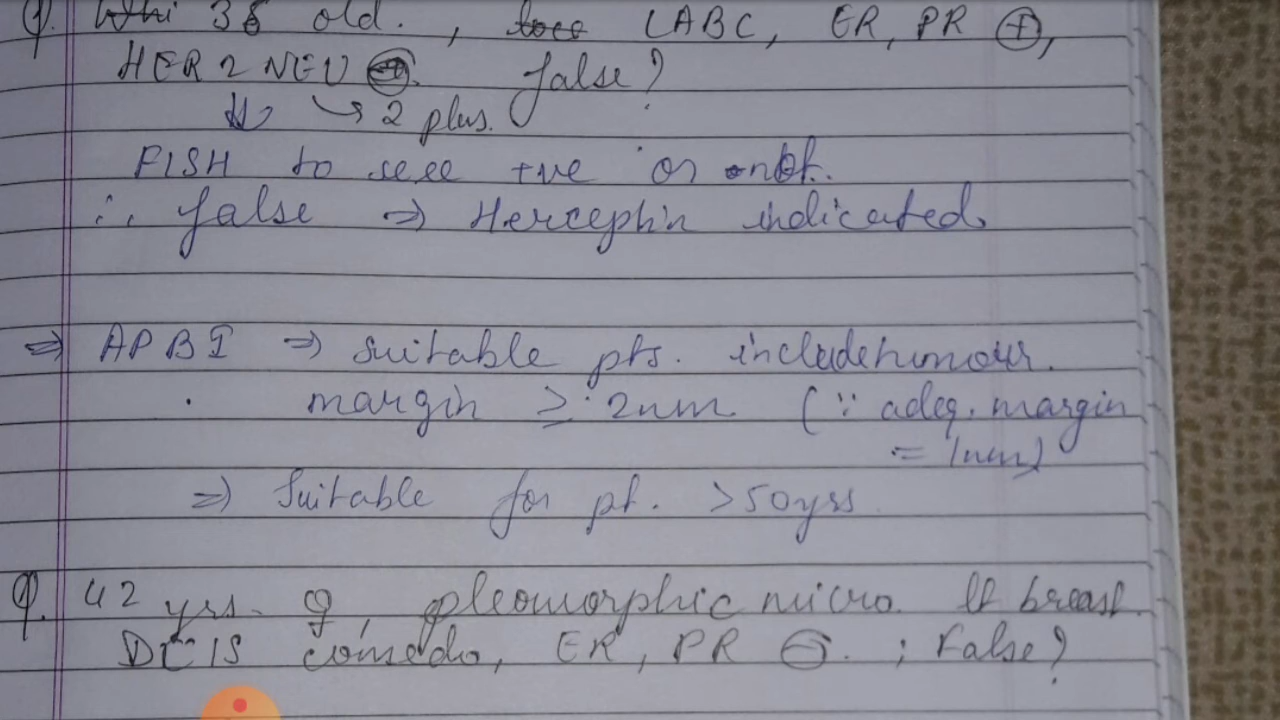 Q. Whi 38 old. , LABC, ER, PR ⊕,
HER 2 NEU ⊕. false?
↳ 2 plus.
FISH to see +ve or not.
∴ false ⇒ Herceptin indicated.
⇒ APBI ⇒ suitable pts. include tumour.
margin ≥ 2mm (∵ adeq. margin
= 1mm)
⇒ Suitable for pt. >50yrs
Q. 42 yrs. ♀, pleomorphic micro. lt breast.
DCIS comedo, ER, PR ⊖. ; False?